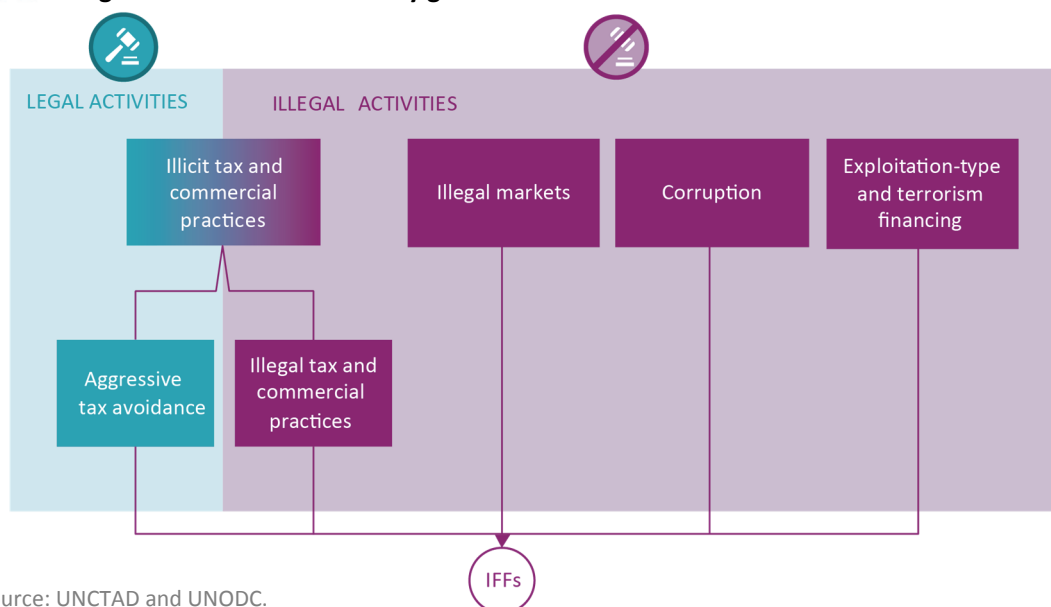 LEGAL ACTIVITIES
ILLEGAL ACTIVITIES
Illicit tax and
commercial
practices
Illegal markets
Corruption
Exploitation-type
and terrorism
financing
Aggressive
tax avoidance
Illegal tax and
commercial
practices
IFFs
UNCTAD and UNODC.